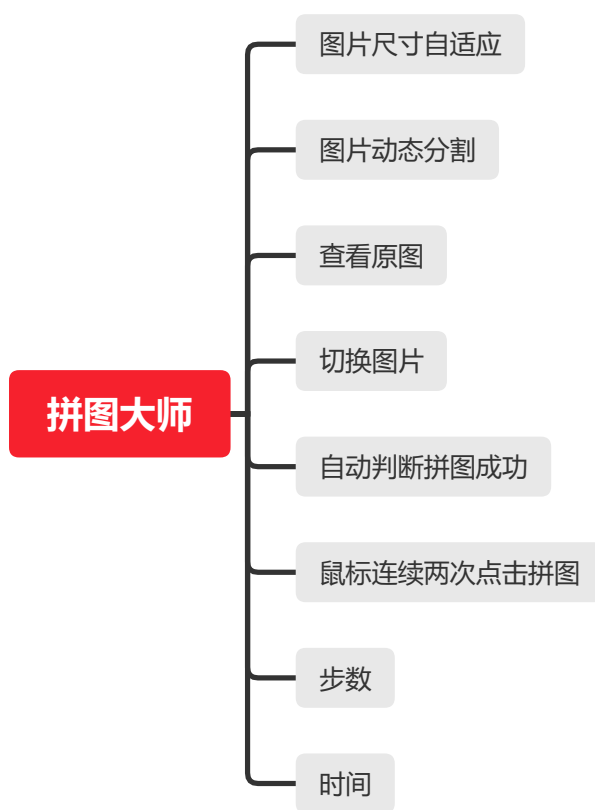 图片尺寸自适应
图片动态分割
查看原图
切换图片
拼图大师
自动判断拼图成功
鼠标连续两次点击拼图
步数
时间